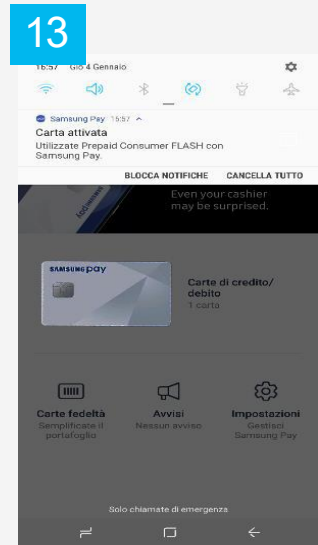 13
16:57 Gio 4 Gennaio
Samsung Pay 16:57
Carta attivata
Utilizzate Prepaid Consumer FLASH con
Samsung Pay.
BLOCCA NOTIFICHE CANCELLA TUTTO
Even your cashier
may be surprised.
SAMSUNG pay
Carte di credito/
debito
1 carta
Carte fedeltà
Semplificate il
portafoglio
Avvisi
Nessun avviso
Impostazioni
Gestisci
Samsung Pay
Solo chiamate di emergenza